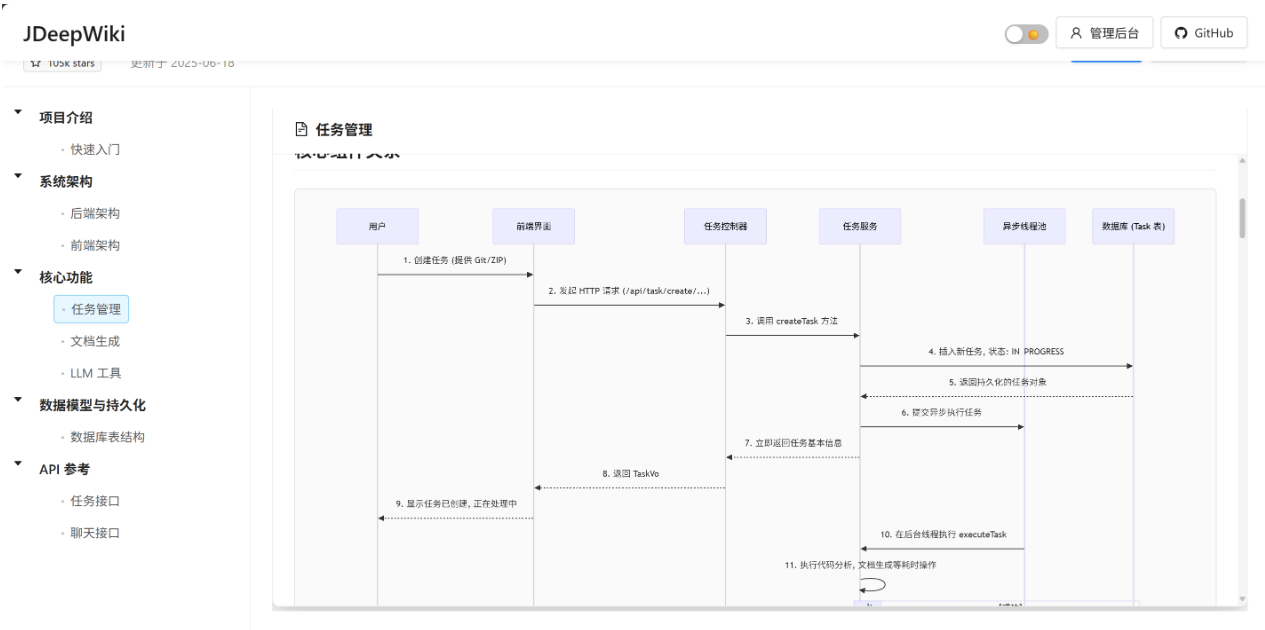 JDeepWiki
管理后台
GitHub
105k stars
更新于 2025-06-18
项目介绍
快速入门
系统架构
后端架构
前端架构
核心功能
任务管理
文档生成
LLM 工具
数据模型与持久化
数据库表结构
API 参考
任务接口
聊天接口
任务管理
核心组件关系
用户
前端界面
任务控制器
任务服务
异步线程池
数据库 (Task 表)
1. 创建任务 (提供 Git/ZIP)
2. 发起 HTTP 请求 (/api/task/create/...)
3. 调用 createTask 方法
4. 插入新任务, 状态: IN_PROGRESS
5. 返回持久化的任务对象
6. 提交异步执行任务
7. 立即返回任务基本信息
8. 返回 TaskVo
9. 显示任务已创建, 正在处理中
10. 在后台线程执行 executeTask
11. 执行代码分析, 文档生成等耗时操作